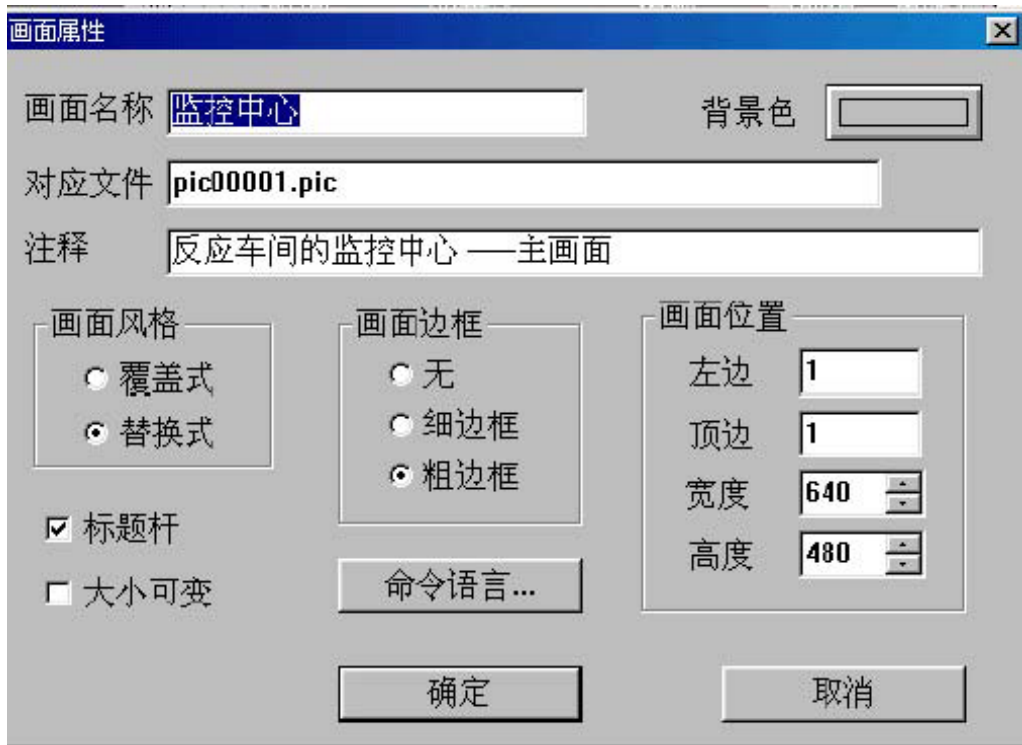 画面属性
画面名称 监控中心 背景色
对应文件 pic00001.pic
注释 反应车间的监控中心 ——主画面
画面风格
覆盖式
替换式
画面边框
无
细边框
粗边框
画面位置
左边 1
顶边 1
宽度 640
高度 480
标题杆
大小可变
命令语言...
确定 取消